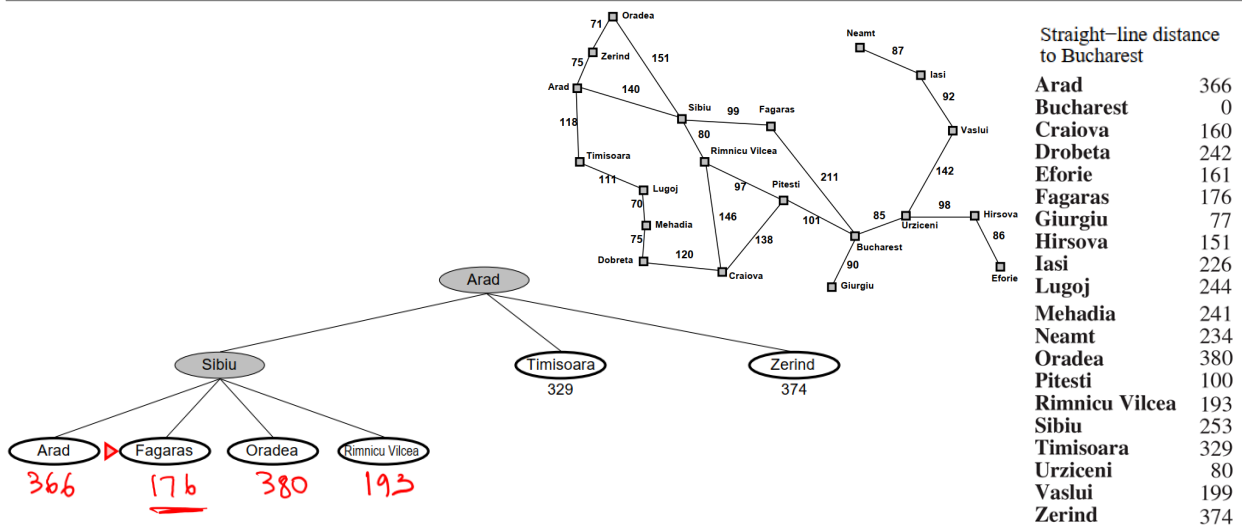 Oradea
71
Neamt
87
Zerind
151
75
Iasi
Arad
140
92
Sibiu
99
Fagaras
118
80
Vaslui
Timisoara
Rimnicu Vilcea
142
111
211
Lugoj
97
Pitesti
70
98
Hirsova
146
85
Mehadia
101
Urziceni
138
86
75
Bucharest
120
Dobreta
90
Craiova
Eforie
Giurgiu
Straight-line distance
to Bucharest
Arad 366
Bucharest 0
Craiova 160
Drobeta 242
Eforie 161
Fagaras 176
Giurgiu 77
Hirsova 151
Iasi 226
Lugoj 244
Mehadia 241
Neamt 234
Oradea 380
Pitesti 100
Rimnicu Vilcea 193
Sibiu 253
Timisoara 329
Urziceni 80
Vaslui 199
Zerind 374
Arad
Sibiu Timisoara Zerind
329 374
Arad Fagaras Oradea Rimnicu Vilcea
366 176 380 193